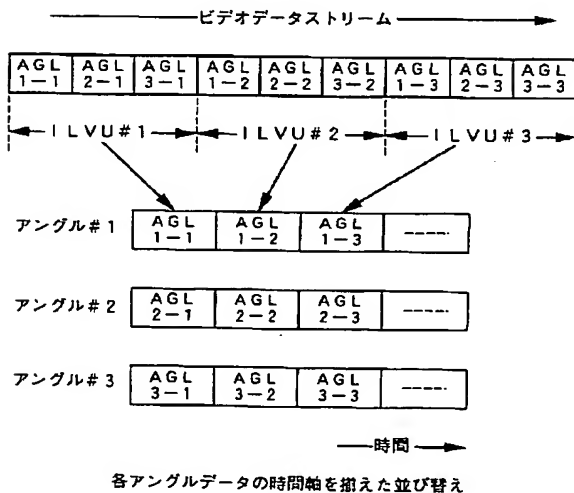 ビデオデータストリーム
AGL 1−1 AGL 2−1 AGL 3−1 AGL 1−2 AGL 2−2 AGL 3−2 AGL 1−3 AGL 2−3 AGL 3−3
ILVU#1 ILVU#2 ILVU#3
アングル#1 AGL 1−1 AGL 1−2 AGL 1−3
アングル#2 AGL 2−1 AGL 2−2 AGL 2−3
アングル#3 AGL 3−1 AGL 3−2 AGL 3−3
時間
各アングルデータの時間軸を揃えた並び替え